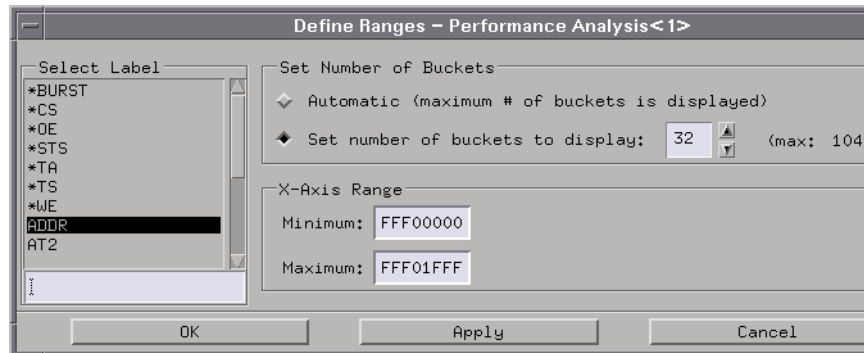 Define Ranges – Performance Analysis<1>
Select Label
*BURST
*CS
*OE
*STS
*TA
*TS
*WE
ADDR
AT2
Set Number of Buckets
Automatic (maximum # of buckets is displayed)
Set number of buckets to display: 32 (max: 104
X-Axis Range
Minimum: FFF00000
Maximum: FFF01FFF
OK Apply Cancel